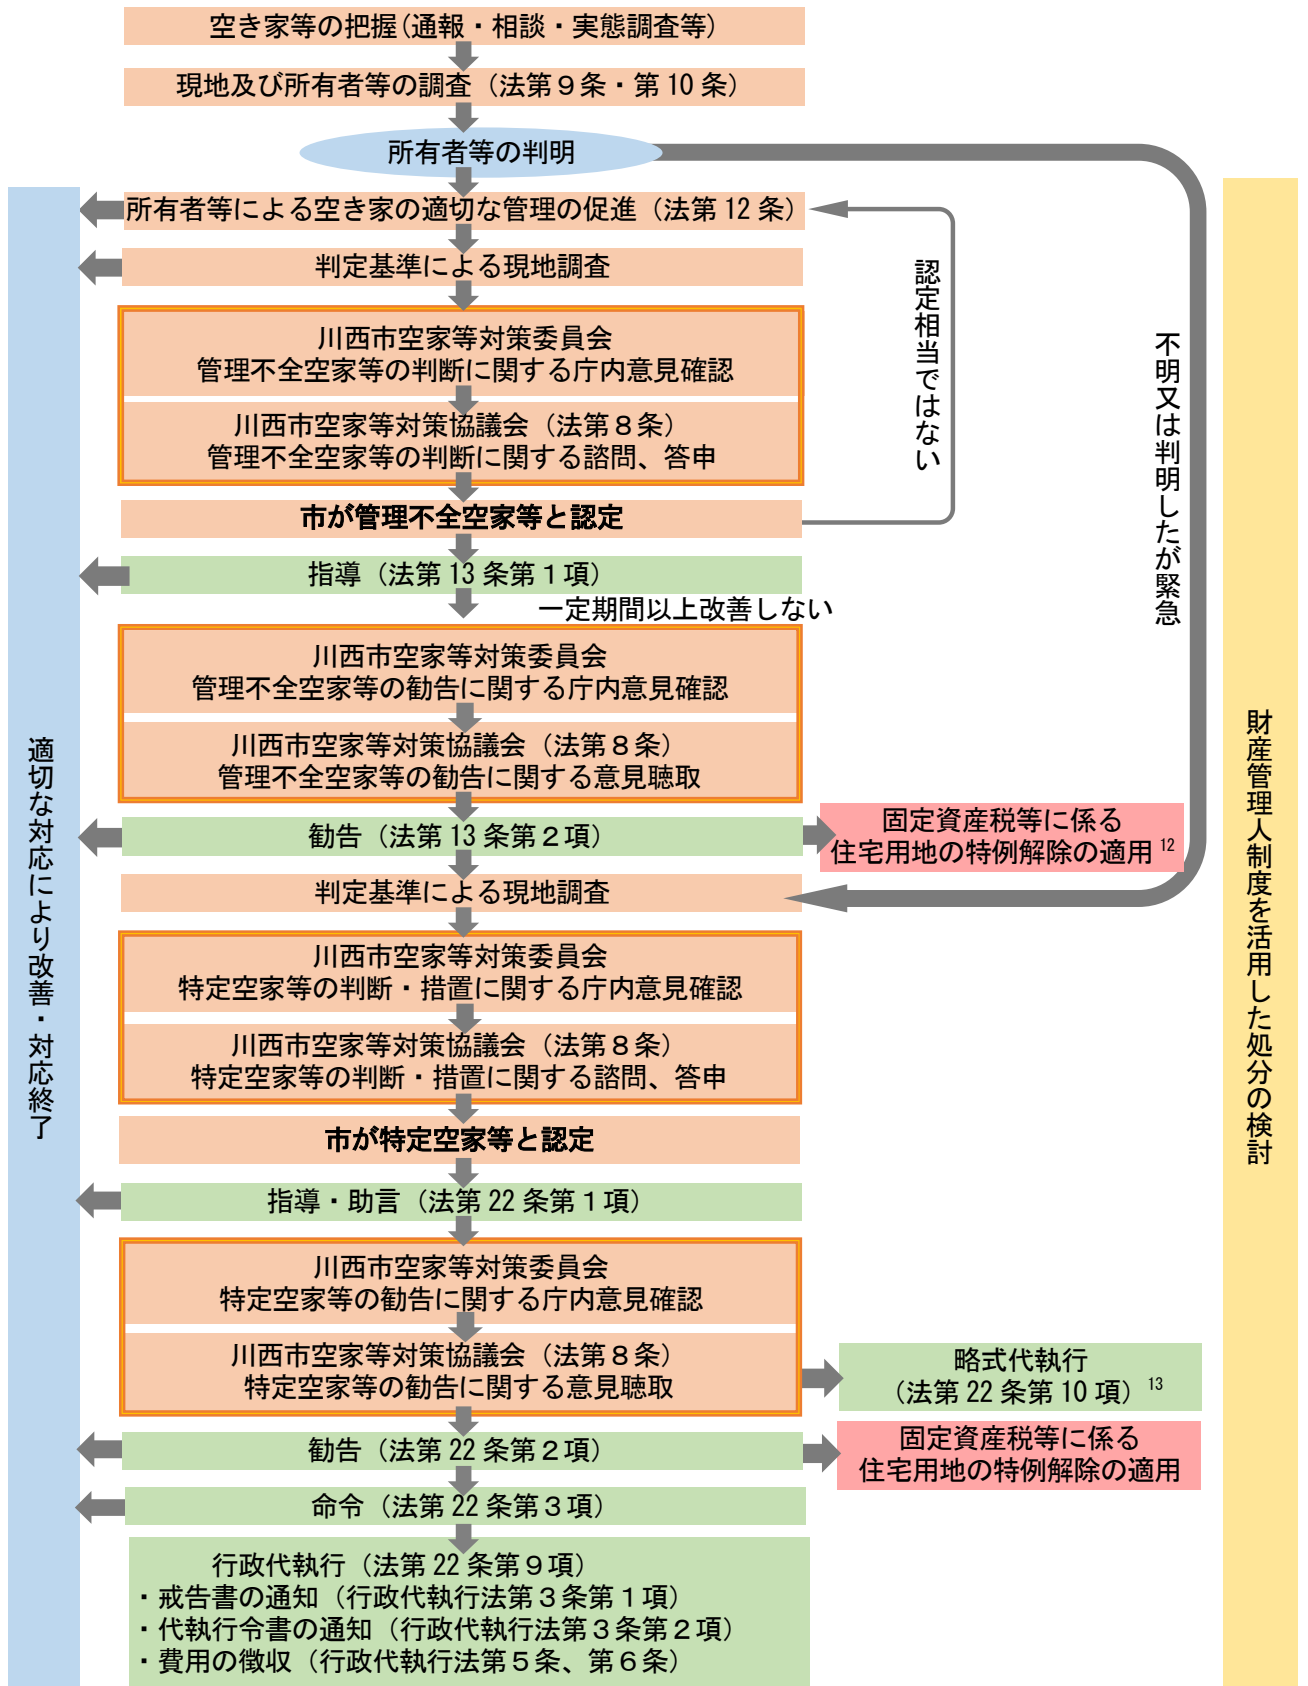 空き家等の把握(通報・相談・実態調査等)
現地及び所有者等の調査（法第９条・第10条）
所有者等の判明
所有者等による空き家の適切な管理の促進（法第12条）
判定基準による現地調査
川西市空家等対策委員会
管理不全空家等の判断に関する庁内意見確認
川西市空家等対策協議会（法第８条）
管理不全空家等の判断に関する諮問、答申
市が管理不全空家等と認定
認定相当ではない
指導（法第13条第１項）
一定期間以上改善しない
川西市空家等対策委員会
管理不全空家等の勧告に関する庁内意見確認
川西市空家等対策協議会（法第８条）
管理不全空家等の勧告に関する意見聴取
勧告（法第13条第２項）
固定資産税等に係る
住宅用地の特例解除の適用12
判定基準による現地調査
不明又は判明したが緊急
川西市空家等対策委員会
特定空家等の判断・措置に関する庁内意見確認
川西市空家等対策協議会（法第８条）
特定空家等の判断・措置に関する諮問、答申
市が特定空家等と認定
指導・助言（法第22条第１項）
川西市空家等対策委員会
特定空家等の勧告に関する庁内意見確認
川西市空家等対策協議会（法第８条）
特定空家等の勧告に関する意見聴取
略式代執行
（法第22条第10項）13
勧告（法第22条第２項）
固定資産税等に係る
住宅用地の特例解除の適用
命令（法第22条第３項）
行政代執行（法第22条第９項）
・戒告書の通知（行政代執行法第３条第１項）
・代執行令書の通知（行政代執行法第３条第２項）
・費用の徴収（行政代執行法第５条、第６条）
適切な対応により改善・対応終了
財産管理人制度を活用した処分の検討